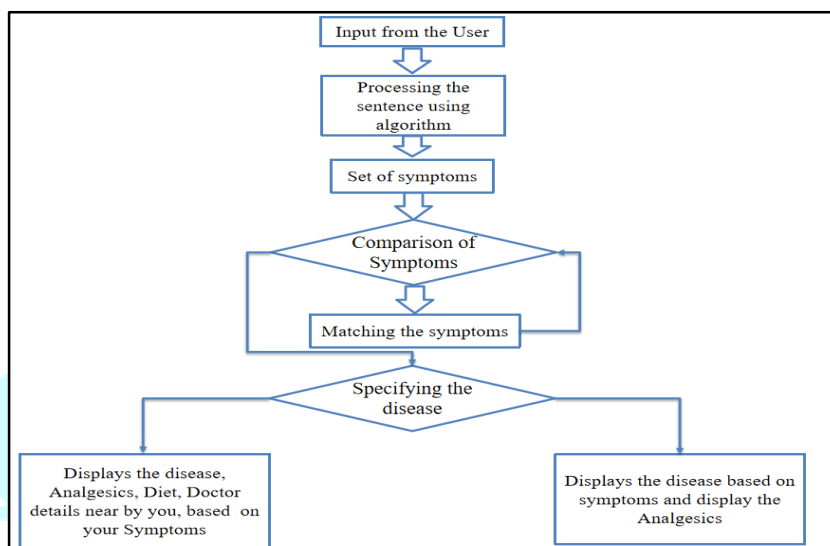 Input from the User
Processing the
sentence using
algorithm
Set of symptoms
Comparison of
Symptoms
Matching the symptoms
Specifying the
disease
Displays the disease,
Analgesics, Diet, Doctor
details near by you, based on
your Symptoms
Displays the disease based on
symptoms and display the
Analgesics